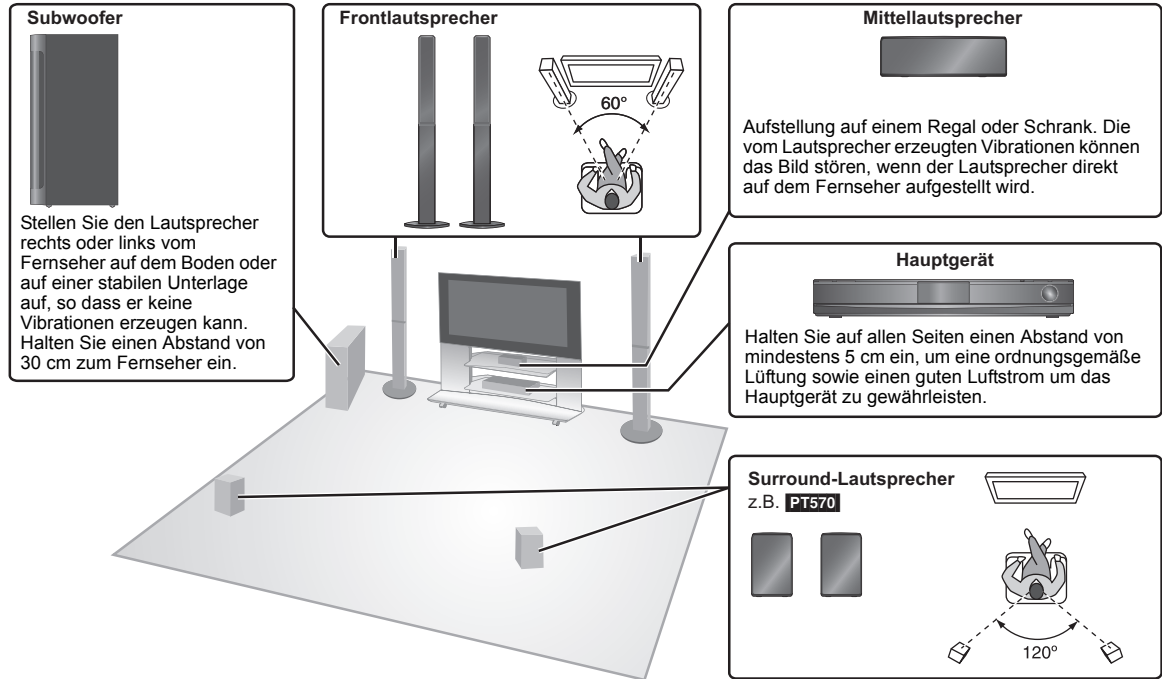 Subwoofer
Stellen Sie den Lautsprecher
rechts oder links vom
Fernseher auf dem Boden oder
auf einer stabilen Unterlage
auf, so dass er keine
Vibrationen erzeugen kann.
Halten Sie einen Abstand von
30 cm zum Fernseher ein.
Frontlautsprecher
60°
Mittellautsprecher
Aufstellung auf einem Regal oder Schrank. Die
vom Lautsprecher erzeugten Vibrationen können
das Bild stören, wenn der Lautsprecher direkt
auf dem Fernseher aufgestellt wird.
Hauptgerät
Halten Sie auf allen Seiten einen Abstand von
mindestens 5 cm ein, um eine ordnungsgemäße
Lüftung sowie einen guten Luftstrom um das
Hauptgerät zu gewährleisten.
Surround-Lautsprecher
z.B. PT570
120°